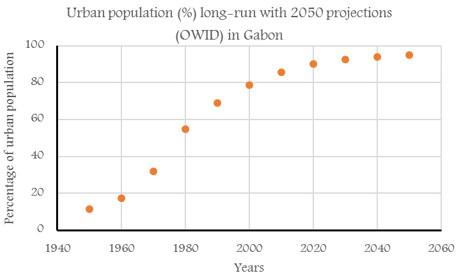 Urban population (%) long-run with 2050 projections
(OWID) in Gabon
Percentage of urban population
100
80
60
40
20
0
1940 1960 1980 2000 2020 2040 2060
Years